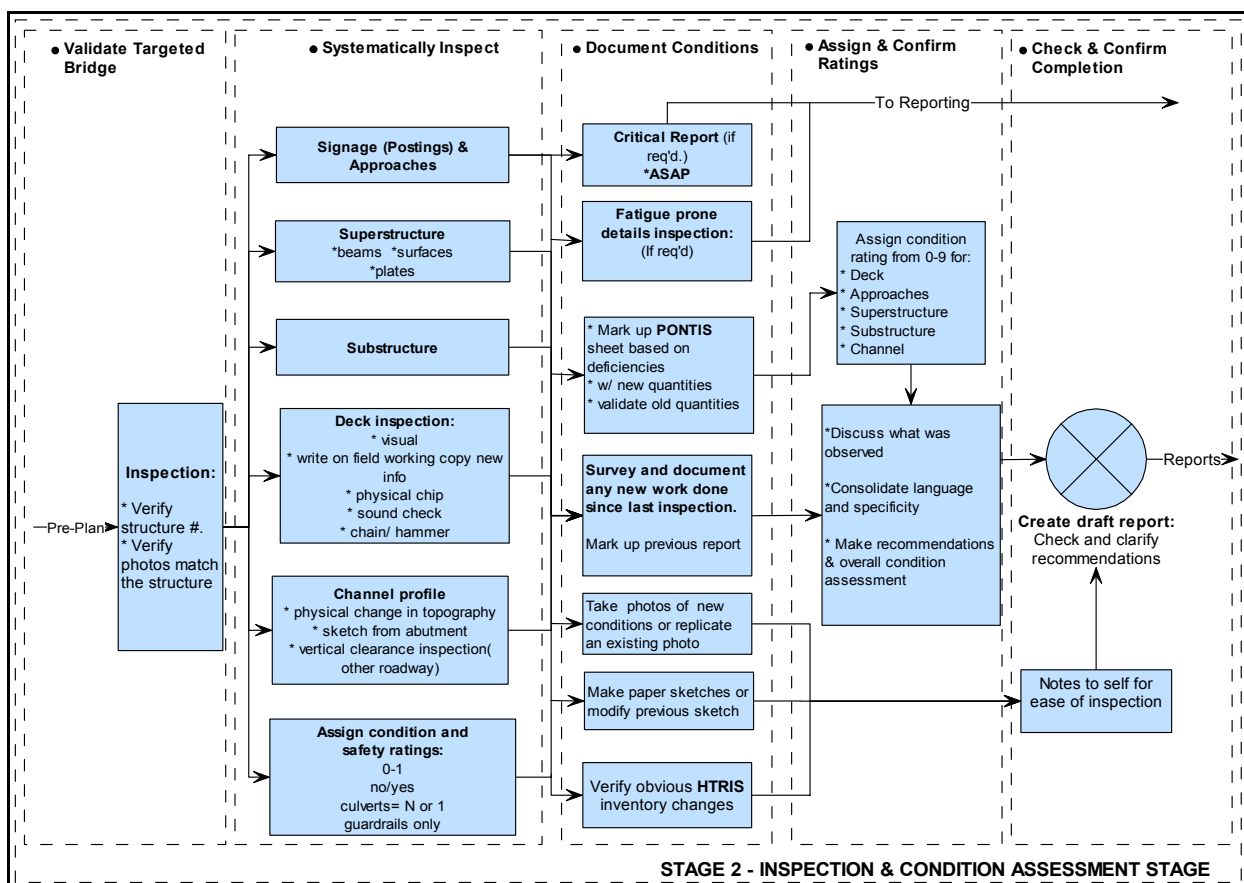 ● Validate Targeted
Bridge
● Systematically Inspect
● Document Conditions
● Assign & Confirm
Ratings
● Check & Confirm
Completion
Pre-Plan
Inspection:
* Verify
structure #.
* Verify
photos match
the structure
Signage (Postings) &
Approaches
Superstructure
*beams *surfaces
*plates
Substructure
Deck inspection:
* visual
* write on field working copy new
info
* physical chip
* sound check
* chain/ hammer
Channel profile
* physical change in topography
* sketch from abutment
* vertical clearance inspection(
other roadway)
Assign condition and
safety ratings:
0-1
no/yes
culverts= N or 1
guardrails only
Critical Report (if
req'd.)
*ASAP
Fatigue prone
details inspection:
(If req'd)
* Mark up PONTIS
sheet based on
deficiencies
* w/ new quantities
* validate old quantities
Survey and document
any new work done
since last inspection.
Mark up previous report
Take photos of new
conditions or replicate
an existing photo
Make paper sketches or
modify previous sketch
Verify obvious HTRIS
inventory changes
To Reporting
Assign condition
rating from 0-9 for:
* Deck
* Approaches
* Superstructure
* Substructure
* Channel
*Discuss what was
observed
*Consolidate language
and specificity
* Make recommendations
& overall condition
assessment
Reports
Create draft report:
Check and clarify
recommendations
Notes to self for
ease of inspection
STAGE 2 - INSPECTION & CONDITION ASSESSMENT STAGE